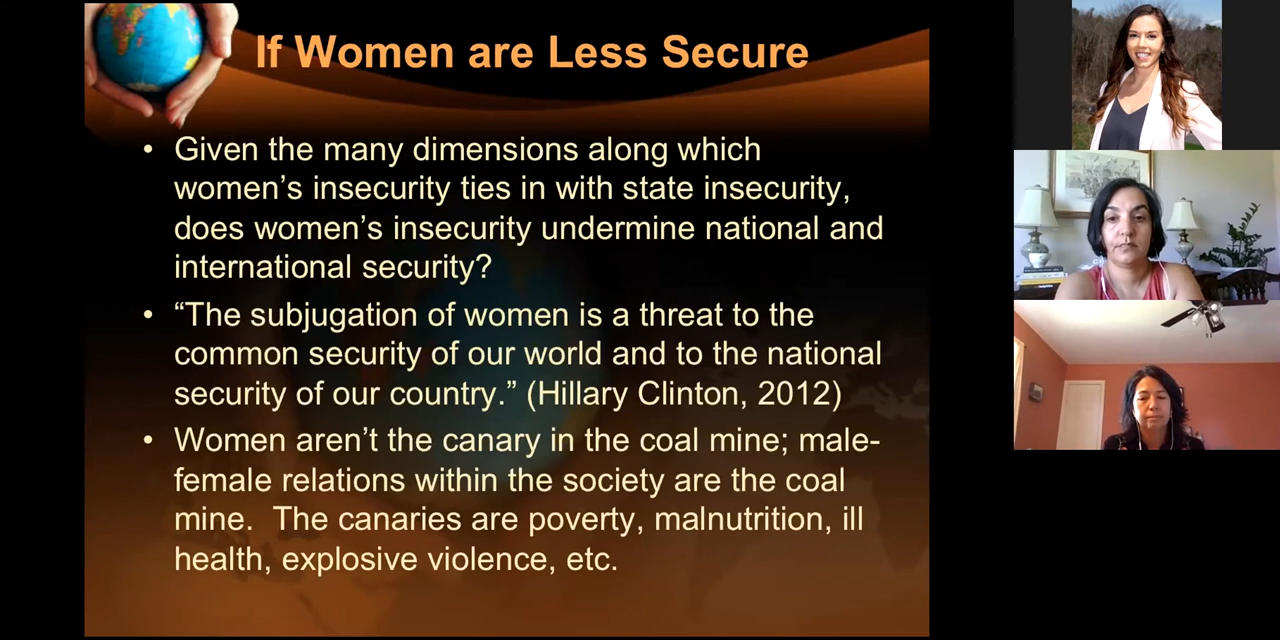 If Women are Less Secure
• Given the many dimensions along which
women’s insecurity ties in with state insecurity,
does women’s insecurity undermine national and
international security?
• “The subjugation of women is a threat to the
common security of our world and to the national
security of our country.” (Hillary Clinton, 2012)
• Women aren’t the canary in the coal mine; male-
female relations within the society are the coal
mine.  The canaries are poverty, malnutrition, ill
health, explosive violence, etc.